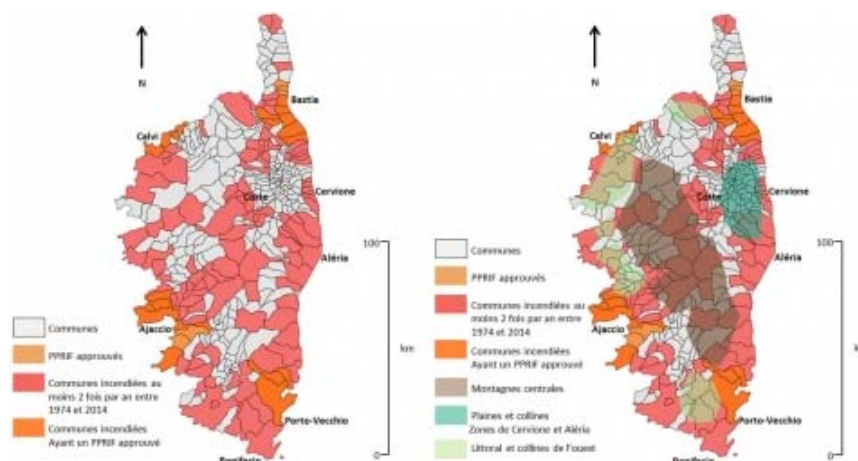 N
Bastia
Calvi
Corte
Cervione
Aléria
Ajaccio
Porto-Vecchio
Bonifacio
100
km
0
Communes
PPRIF approuvés
Communes incendiées au
moins 2 fois par an entre
1974 et 2014
Communes incendiées
Ayant un PPRIF approuvé
N
Bastia
Calvi
Corte
Cervione
Aléria
Ajaccio
Porto-Vecchio
100
0
Communes
PPRIF approuvés
Communes incendiées au
moins 2 fois par an entre
1974 et 2014
Communes incendiées
Ayant un PPRIF approuvé
Montagnes centrales
Plaines et collines
Zones de Cervione et Aléria
Littoral et collines de l'ouest